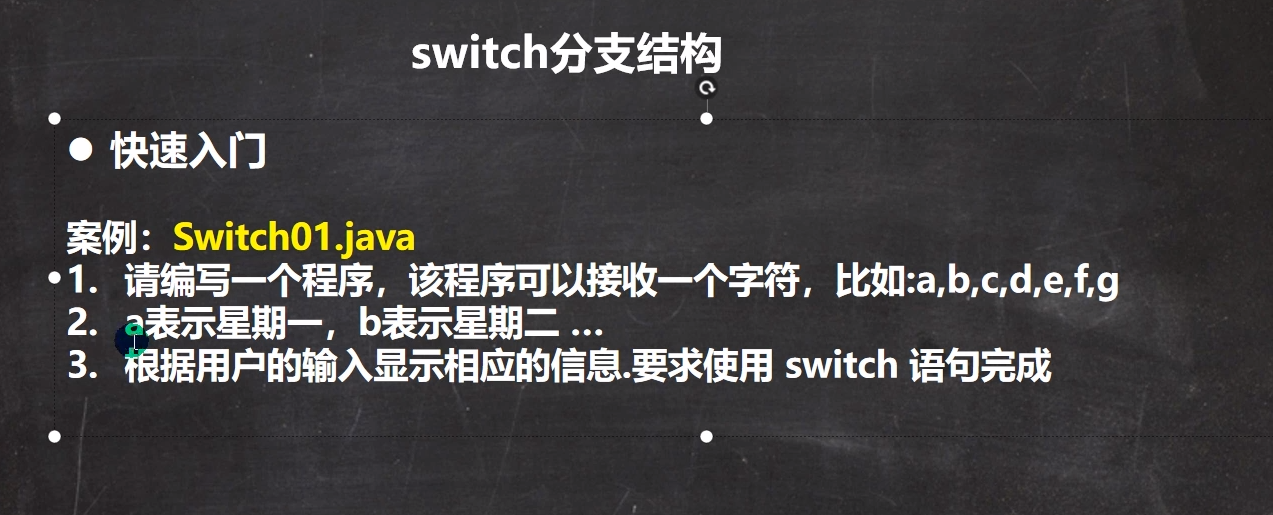 switch分支结构
● 快速入门
案例：Switch01.java
1. 请编写一个程序，该程序可以接收一个字符，比如:a,b,c,d,e,f,g
2. a表示星期一，b表示星期二 …
3. 根据用户的输入显示相应的信息.要求使用 switch 语句完成